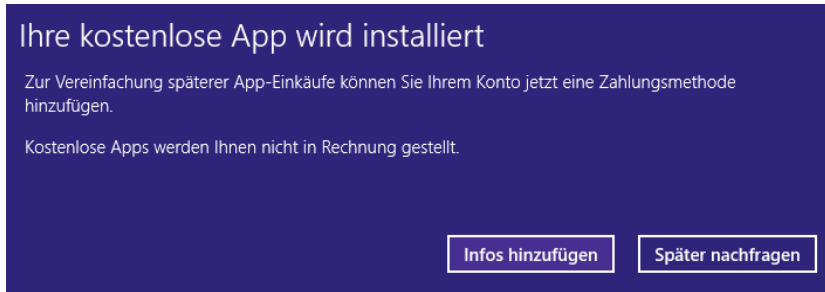 Ihre kostenlose App wird installiert
Zur Vereinfachung späterer App-Einkäufe können Sie Ihrem Konto jetzt eine Zahlungsmethode
hinzufügen.
Kostenlose Apps werden Ihnen nicht in Rechnung gestellt.
Infos hinzufügen
Später nachfragen